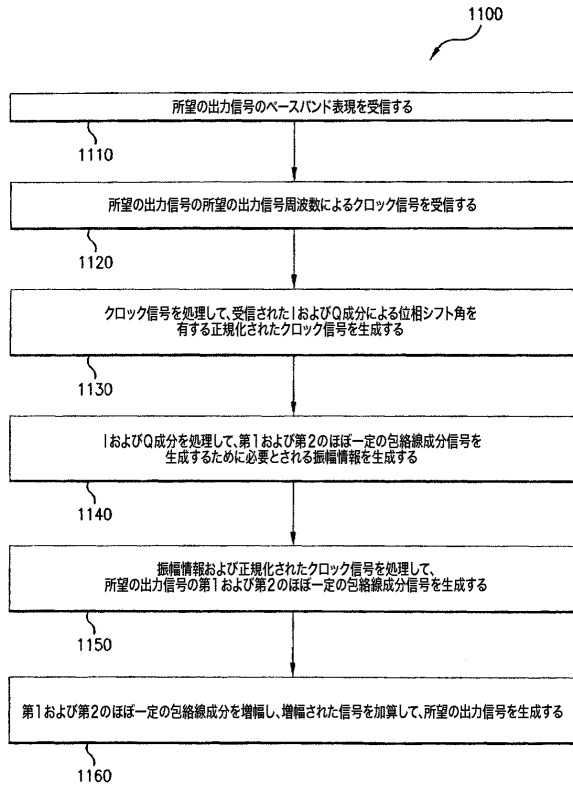 1100
所望の出力信号のベースバンド表現を受信する
1110
所望の出力信号の所望の出力信号周波数によるクロック信号を受信する
1120
クロック信号を処理して、受信されたIおよびQ成分による位相シフト角を
有する正規化されたクロック信号を生成する
1130
IおよびQ成分を処理して、第1および第2のほぼ一定の包絡線成分信号を
生成するために必要とされる振幅情報を生成する
1140
振幅情報および正規化されたクロック信号を処理して、
所望の出力信号の第1および第2のほぼ一定の包絡線成分信号を生成する
1150
第1および第2のほぼ一定の包絡線成分を増幅し、増幅された信号を加算して、所望の出力信号を生成する
1160